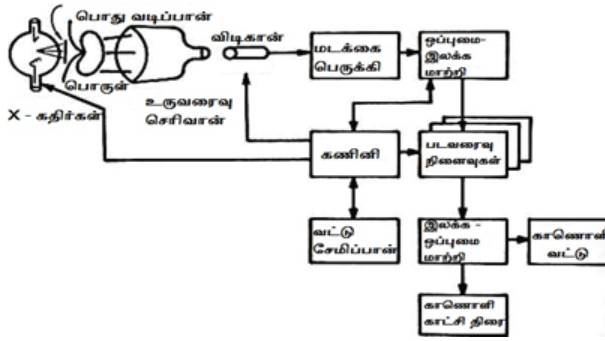 பொது வடிப்பான்
விடிகான்
மடக்கை
பெருக்கி
ஒப்புமை-
இலக்க
மாற்றி
பொருள்
உருவரைவு
செரிவான்
X - கதிர்கள்
கணினி
படவரைவு
நினைவுகள்
வட்டு
சேமிப்பான்
இலக்க -
ஒப்புமை
மாற்றி
காணொளி
வட்டு
காணொளி
காட்சி திரை